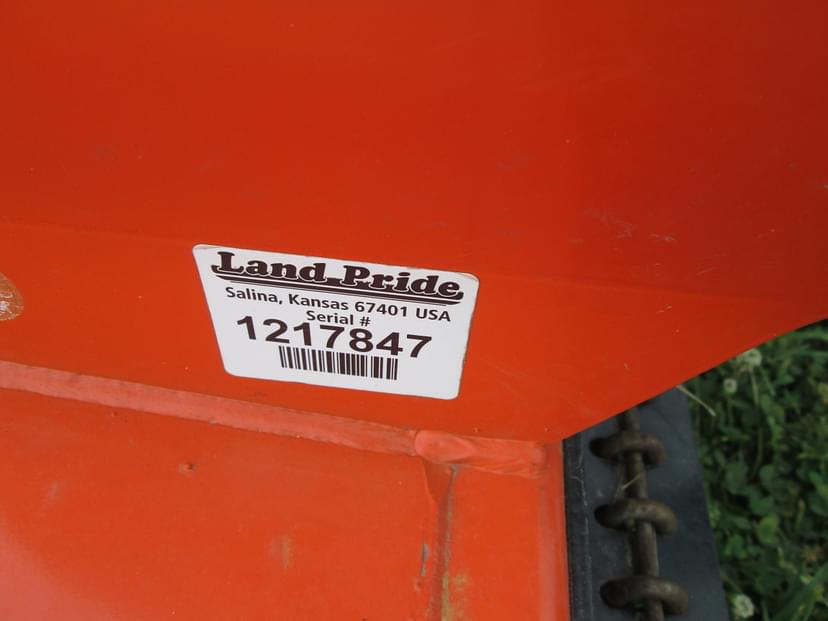 Land Pride
Salina, Kansas 67401 USA
Serial #
1217847